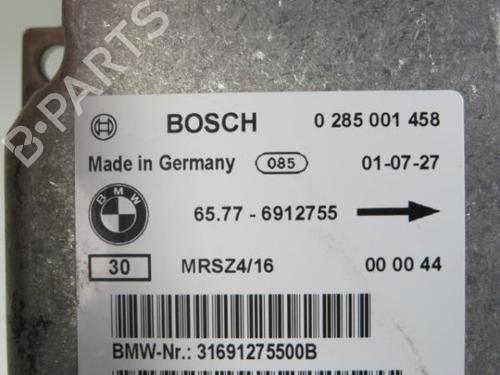 BOSCH 0 285 001 458
Made in Germany 085 01-07-27
BMW 65.77 - 6912755
30 MRSZ4/16 00 00 44
BMW-Nr.: 31691275500B
B-PARTS